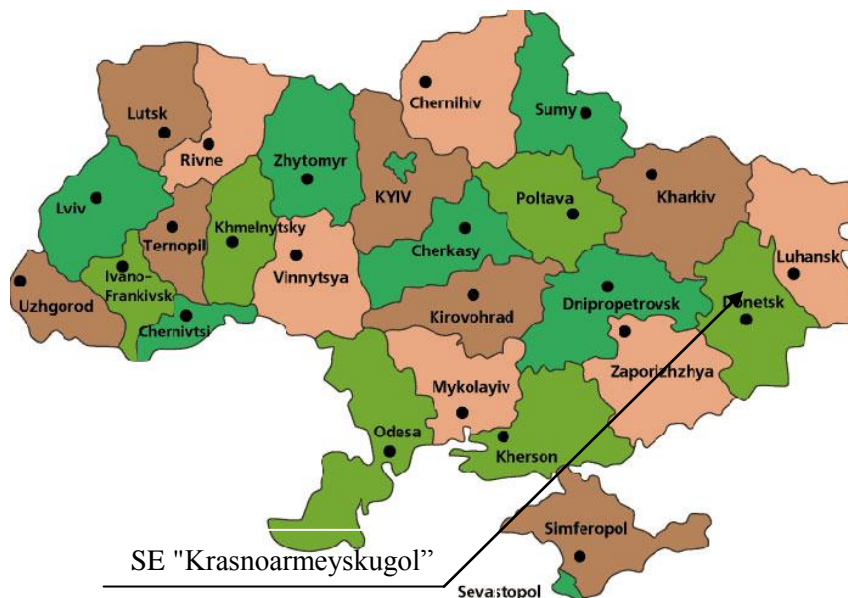 Chernihiv
Sumy
Lutsk
Rivne
Zhytomyr
KYIV
Poltava
Kharkiv
Lviv
Ternopil
Khmelnytsky
Cherkasy
Luhansk
Ivano-
Frankivsk
Vinnytsya
Uzhgorod
Chernivtsi
Kirovohrad
Dnipropetrovsk
Donetsk
Zaporizhzhya
Mykolayiv
Odesa
Kherson
Simferopol
SE "Krasnoarmeyskugol”
Sevastopol